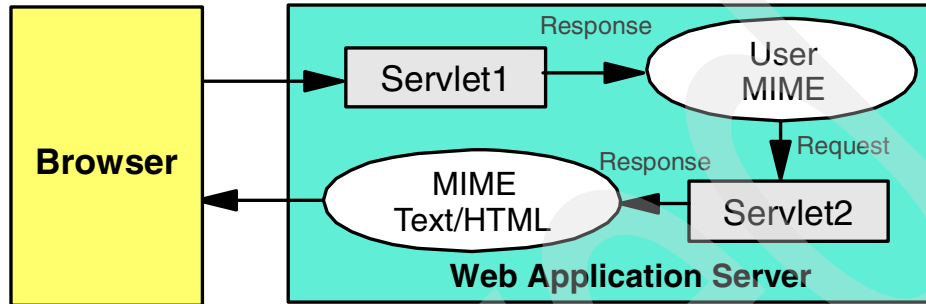 Response
User
MIME
Servlet1
Browser
Request
Response
MIME
Text/HTML
Servlet2
Web Application Server